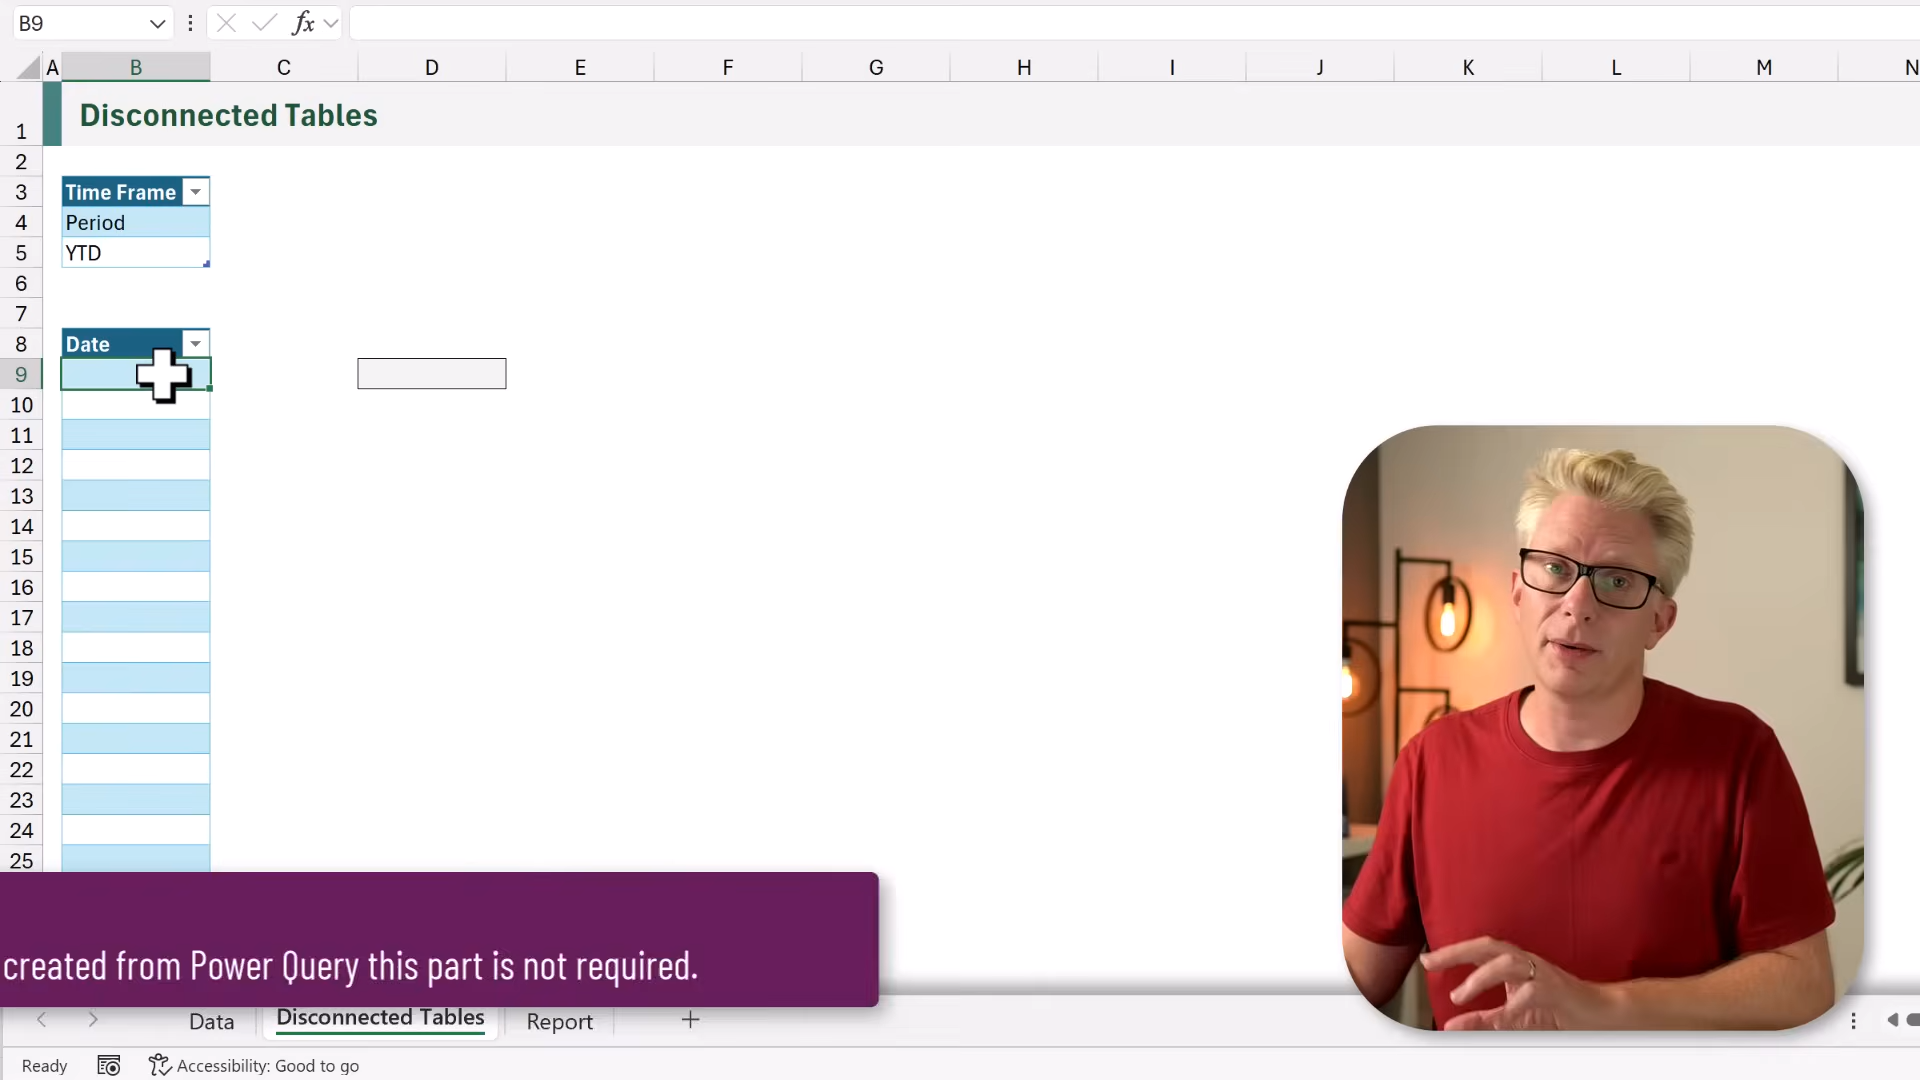 B9
fx
A B C D E F G H I J K L M N
1 Disconnected Tables
2
3 Time Frame
4 Period
5 YTD
6
7
8 Date
9
10
11
12
13
14
15
16
17
18
19
20
21
22
23
24
25
created from Power Query this part is not required.
Data Disconnected Tables Report +
Ready Accessibility: Good to go